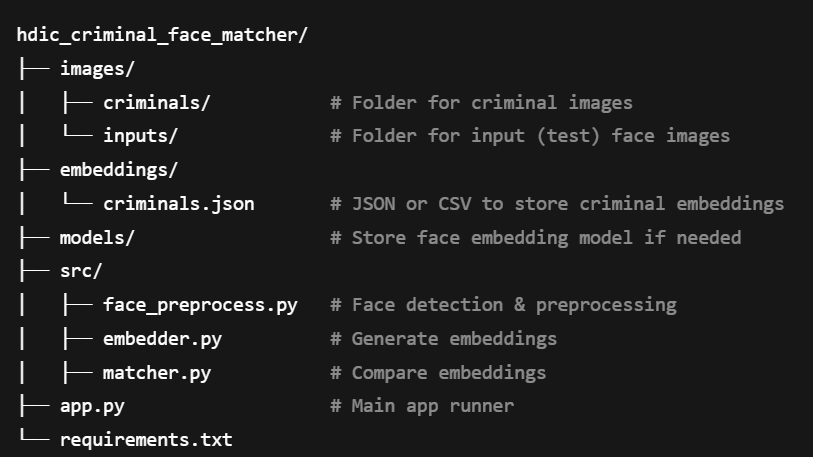 hdic_criminal_face_matcher/
├── images/
│   ├── criminals/           # Folder for criminal images
│   └── inputs/              # Folder for input (test) face images
├── embeddings/
│   └── criminals.json       # JSON or CSV to store criminal embeddings
├── models/                  # Store face embedding model if needed
├── src/
│   ├── face_preprocess.py   # Face detection & preprocessing
│   ├── embedder.py          # Generate embeddings
│   ├── matcher.py           # Compare embeddings
├── app.py                   # Main app runner
└── requirements.txt